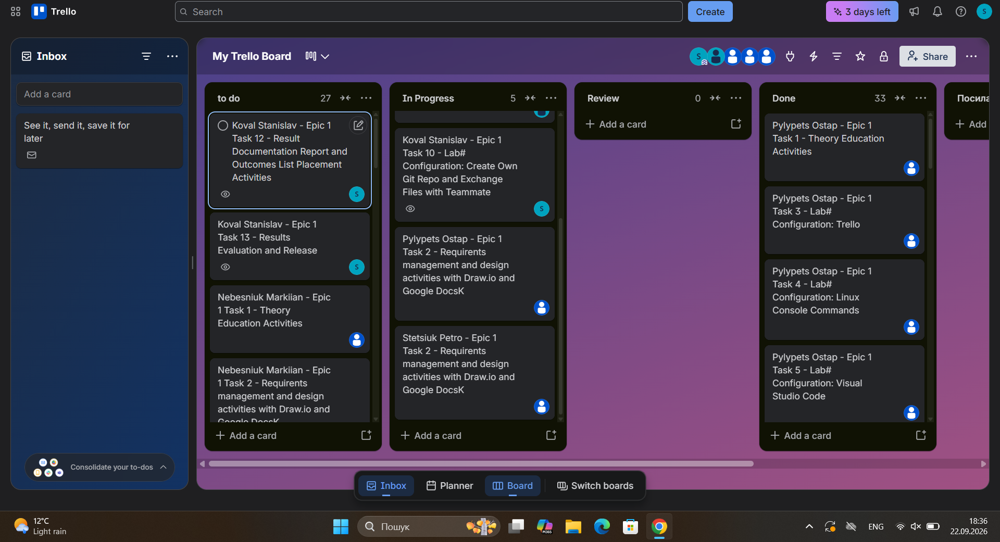 Trello
Search
Create
3 days left
S
Inbox
Add a card
See it, send it, save it for
later
Consolidate your to-dos
My Trello Board
S
Share
to do
27
Koval Stanislav - Epic 1
Task 12 - Result
Documentation Report and
Outcomes List Placement
Activities
S
Koval Stanislav - Epic 1
Task 13 - Results
Evaluation and Release
S
Nebesniuk Markiian - Epic
1 Task 1 - Theory
Education Activities
Nebesniuk Markiian - Epic
1 Task 2 - Requirents
management and design
activities with Draw.io and
Google DocsK
Add a card
In Progress
5
Koval Stanislav - Epic 1
Task 10 - Lab#
Configuration: Create Own
Git Repo and Exchange
Files with Teammate
S
Pylypets Ostap - Epic 1
Task 2 - Requirents
management and design
activities with Draw.io and
Google DocsK
Stetsiuk Petro - Epic 1
Task 2 - Requirents
management and design
activities with Draw.io and
Google DocsK
Add a card
Review
0
Add a card
Done
33
Pylypets Ostap - Epic 1
Task 1 - Theory Education
Activities
Pylypets Ostap - Epic 1
Task 3 - Lab#
Configuration: Trello
Pylypets Ostap - Epic 1
Task 4 - Lab#
Configuration: Linux
Console Commands
Pylypets Ostap - Epic 1
Task 5 - Lab#
Configuration: Visual
Studio Code
Add a card
Посила
Add
Inbox
Planner
Board
Switch boards
12°C
Light rain
Пошук
M365
ENG
18:36
22.09.2026